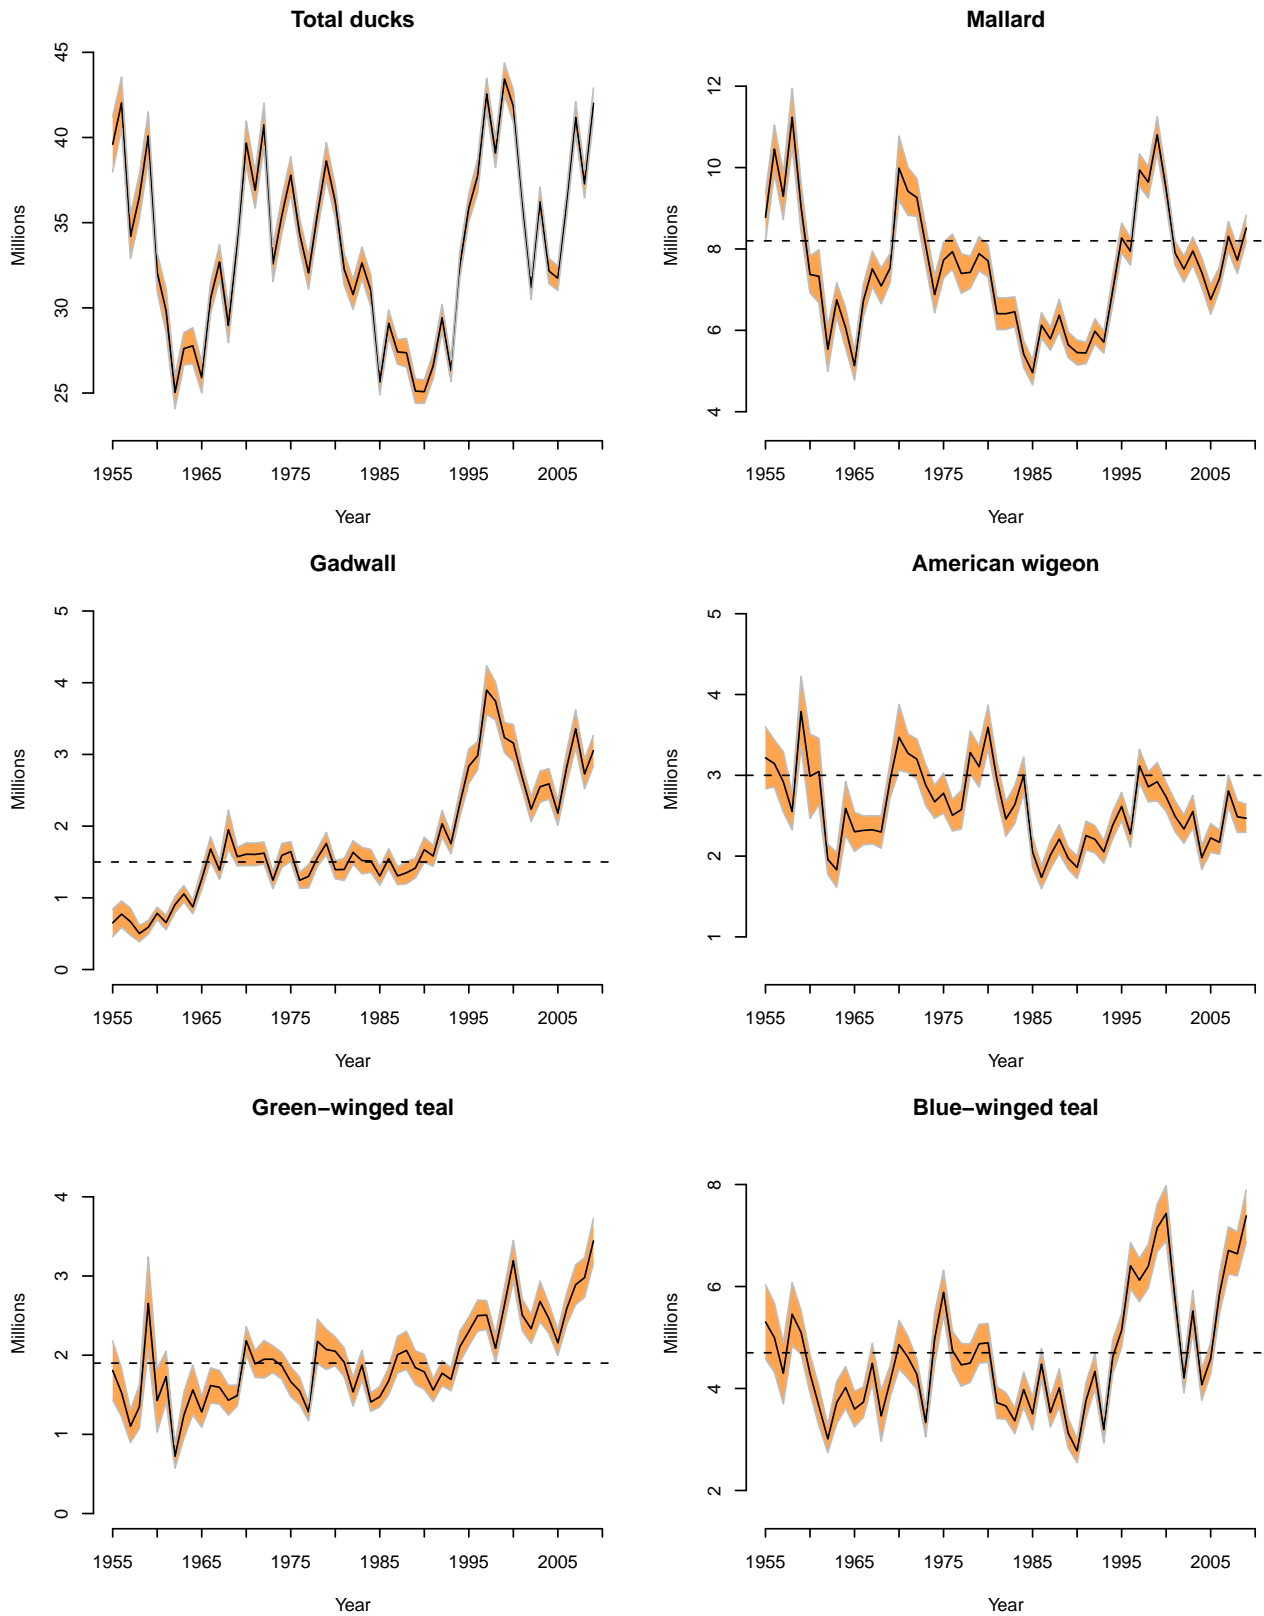 Total ducks
Millions
45
40
35
30
25
1955 1965 1975 1985 1995 2005
Year
Mallard
Millions
12
10
8
6
4
1955 1965 1975 1985 1995 2005
Year
Gadwall
Millions
5
4
3
2
1
0
1955 1965 1975 1985 1995 2005
Year
American wigeon
Millions
5
4
3
2
1
1955 1965 1975 1985 1995 2005
Year
Green−winged teal
Millions
4
3
2
1
0
1955 1965 1975 1985 1995 2005
Year
Blue−winged teal
Millions
8
6
4
2
1955 1965 1975 1985 1995 2005
Year